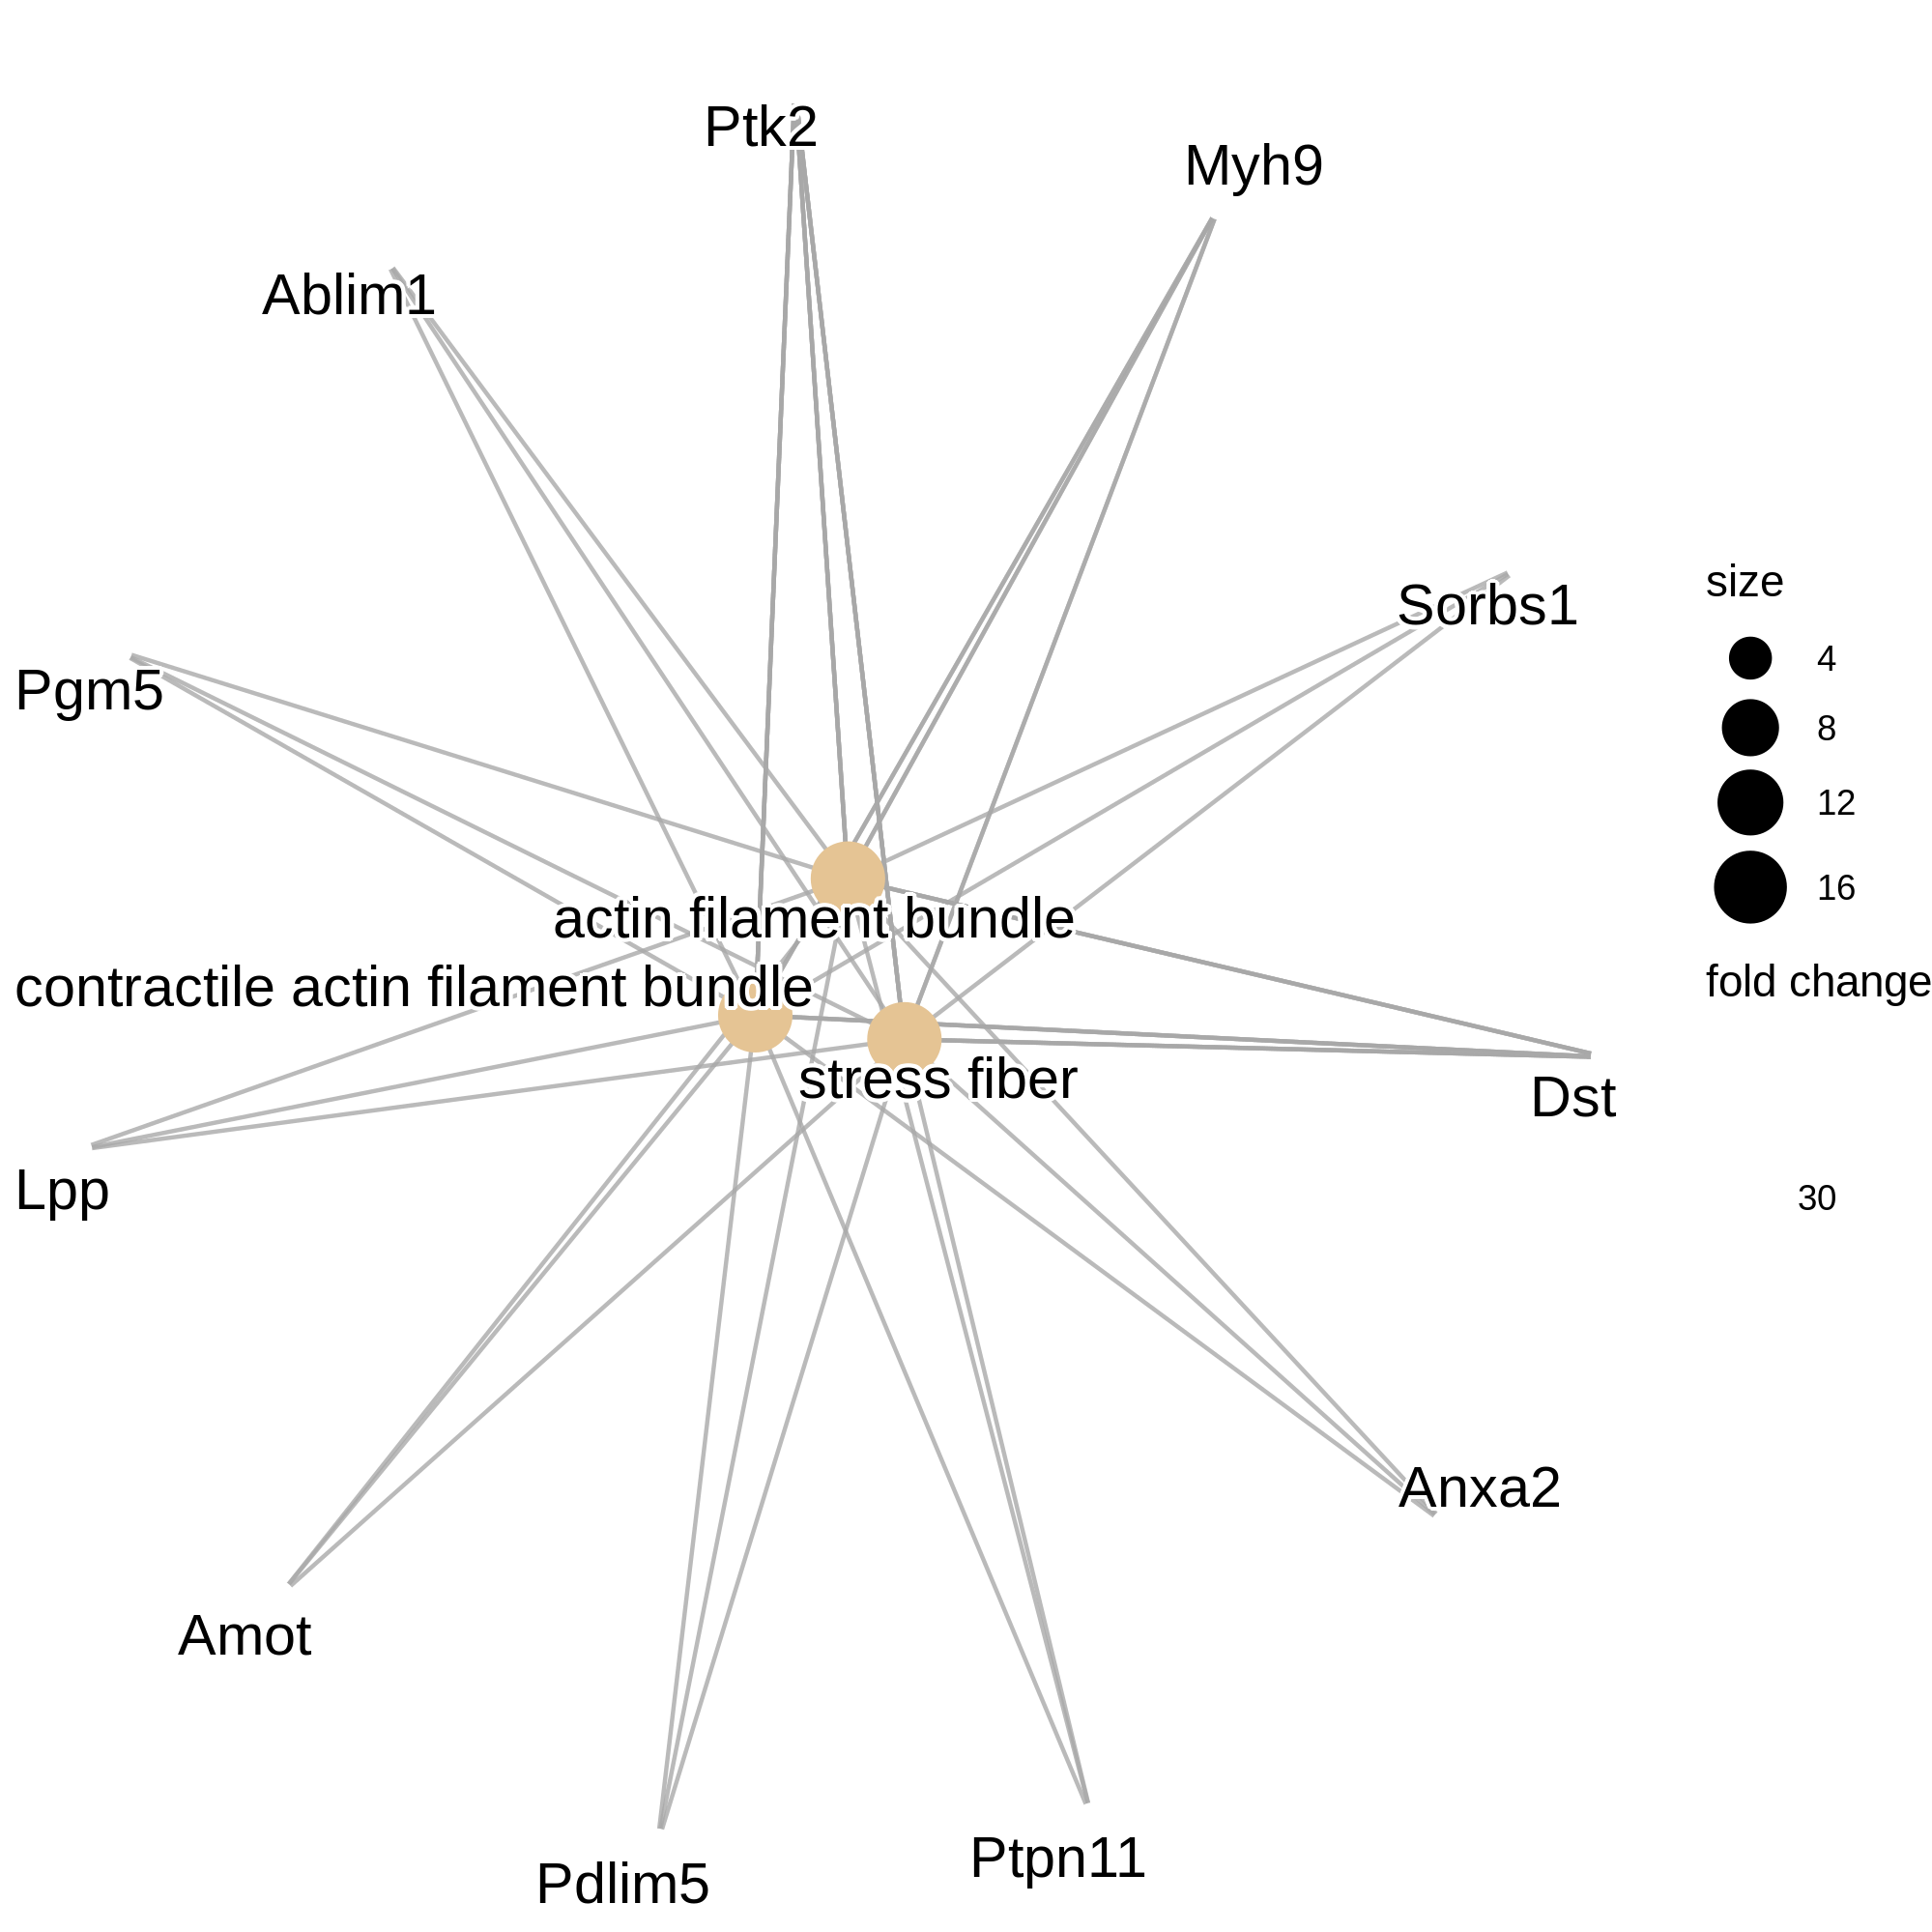 Ptk2
Myh9
Ablim1
Sorbs1
Pgm5
actin filament bundle
contractile actin filament bundle
stress fiber
Dst
Lpp
Anxa2
Amot
Ptpn11
Pdlim5
size
4
8
12
16
fold change
30